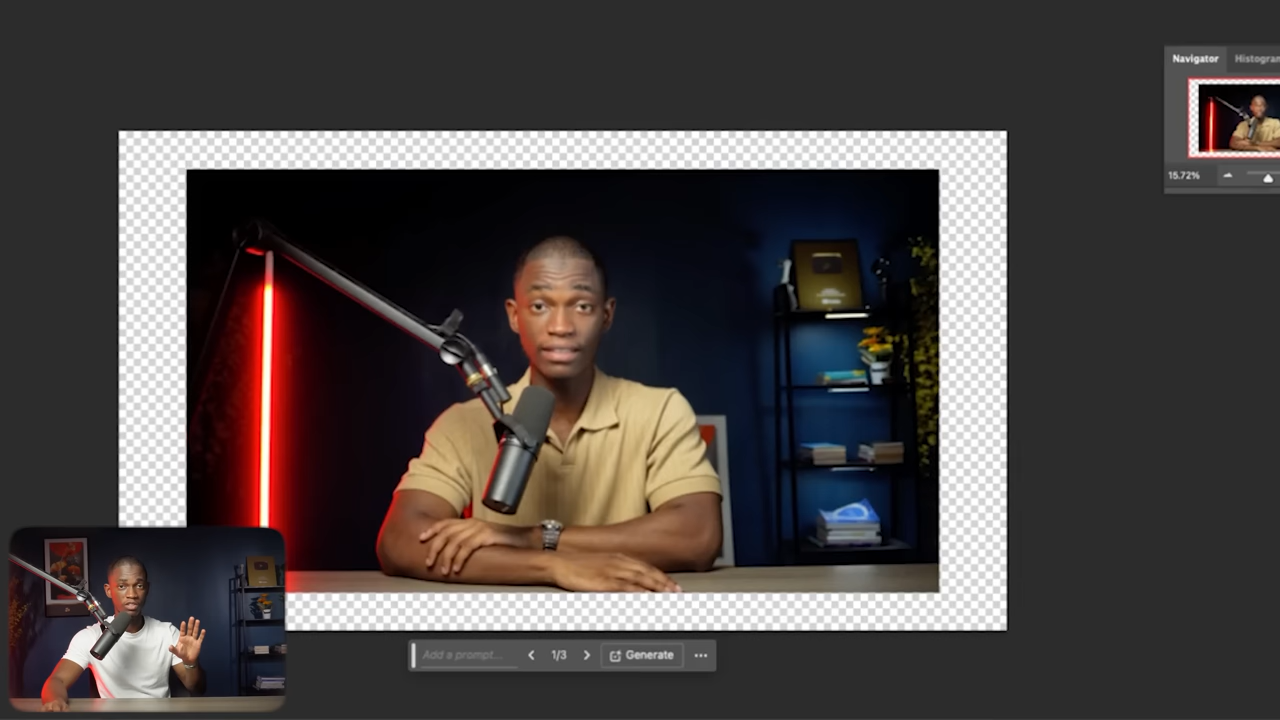 Navigator
Histogram
15.72%
Add a prompt...
1/3
Generate